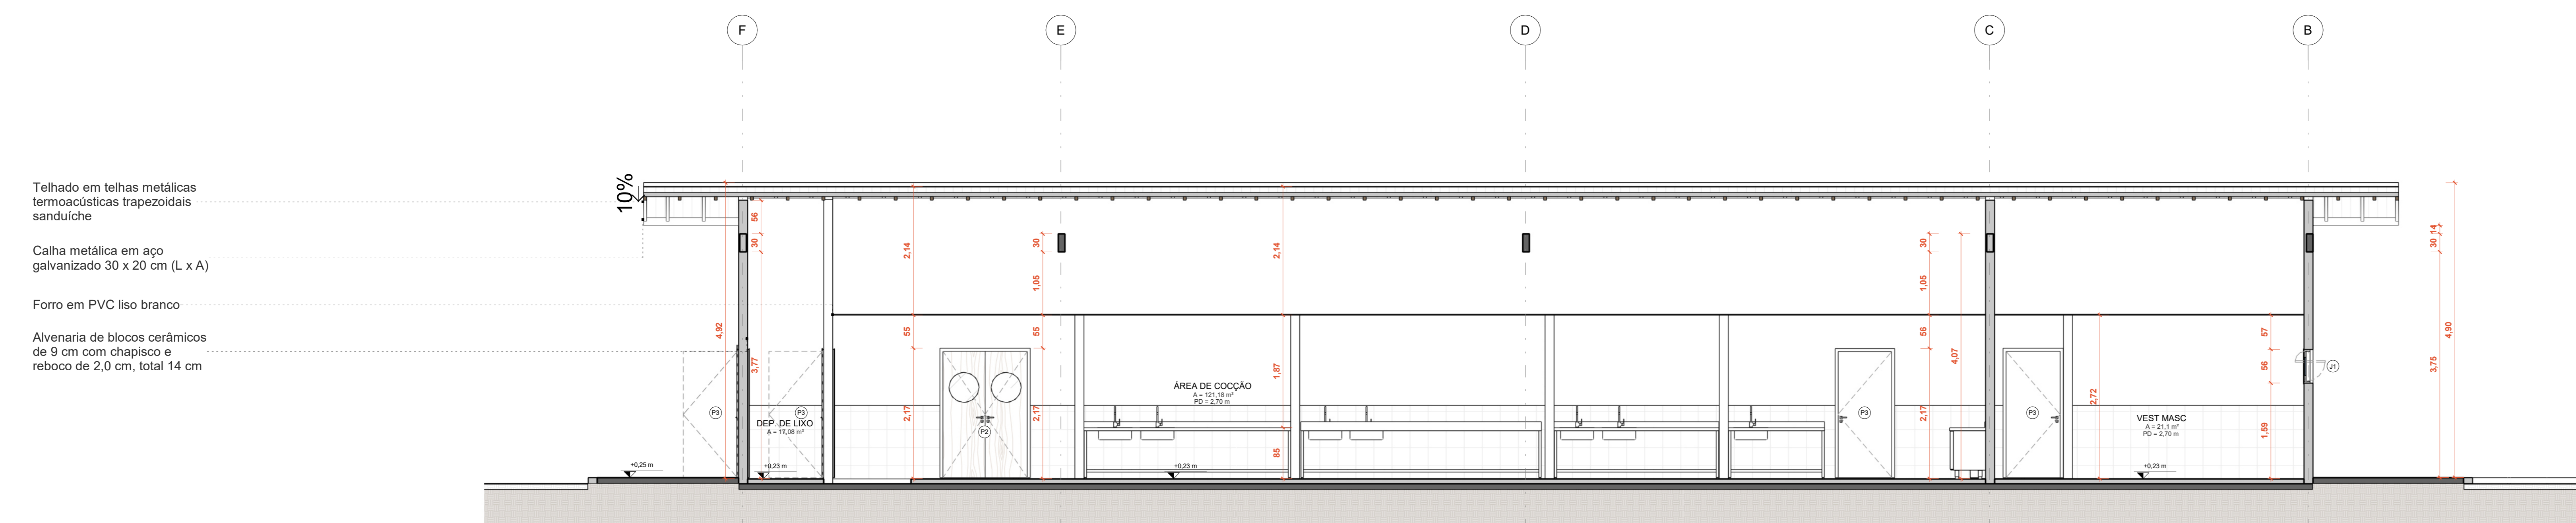 F
E
D
C
B
Telhado em telhas metálicas
termoacústicas trapezoidais
sanduíche
10%
Calha metálica em aço
galvanizado 30 x 20 cm (L x A)
Forro em PVC liso branco
Alvenaria de blocos cerâmicos
de 9 cm com chapisco e
reboco de 2,0 cm, total 14 cm
4,92
56
30
3,77
2,14
55
2,17
30
1,05
55
2,17
2,14
1,87
85
30
1,05
56
2,17
4,07
2,72
57
56
1,59
14
30
3,75
4,90
P3
P3
DEP. DE LIXO
A = 17,08 m²
P2
ÁREA DE COCÇÃO
A = 121,18 m²
PD = 2,70 m
P3
P3
VEST MASC
A = 21,1 m²
PD = 2,70 m
J1
+0,25 m
+0,23 m
+0,23 m
+0,23 m